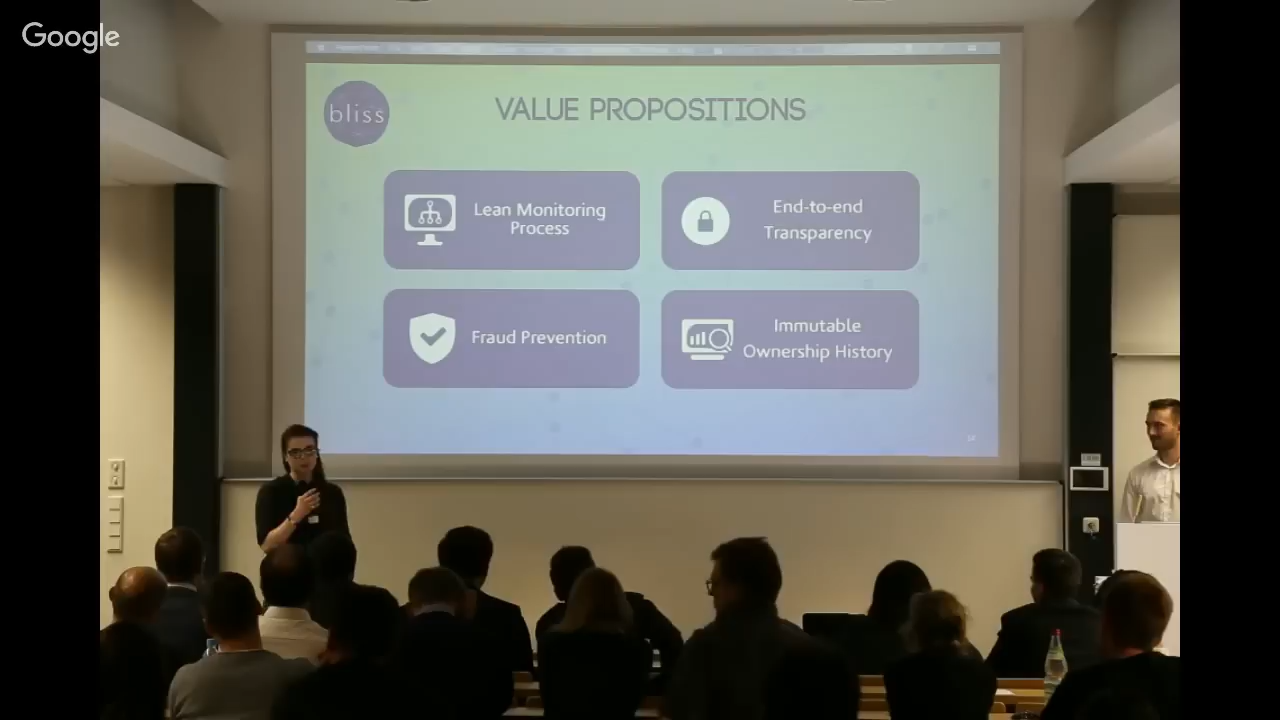 Google
bliss
VALUE PROPOSITIONS
Lean Monitoring
Process
End-to-end
Transparency
Fraud Prevention
Immutable
Ownership History